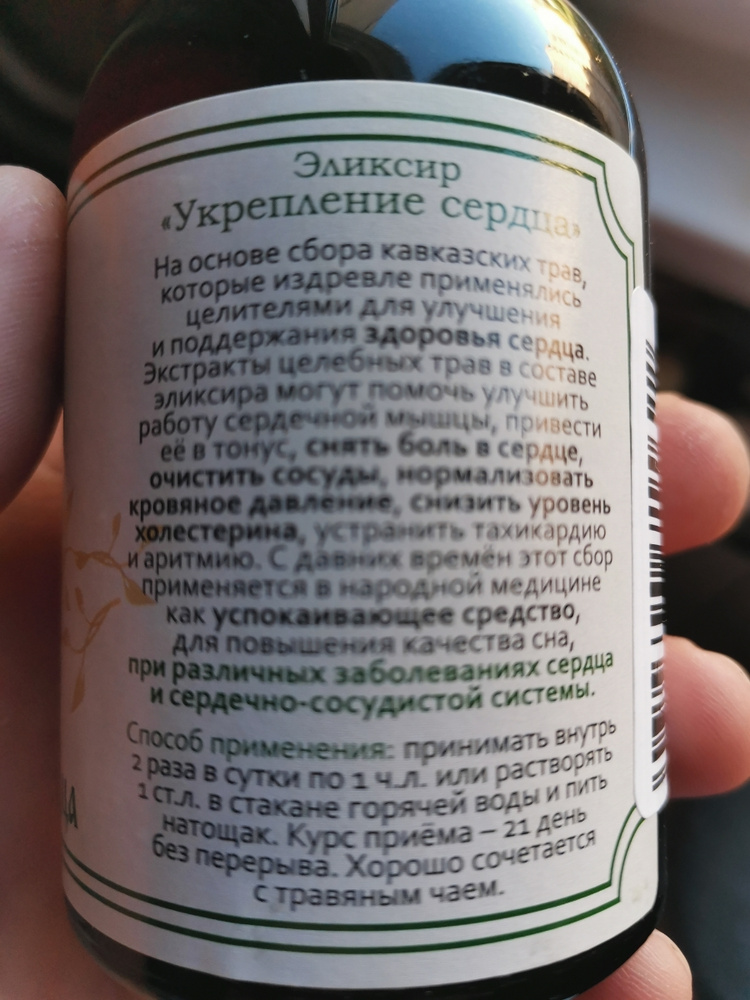 Эликсир
«Укрепление сердца»
На основе сбора кавказских трав,
которые издревле применялись
целителями для улучшения
и поддержания здоровья сердца.
Экстракты целебных трав в составе
эликсира могут помочь улучшить
работу сердечной мышцы, привести
её в тонус, снять боль в сердце,
очистить сосуды, нормализовать
кровяное давление, снизить уровень
холестерина, устранить тахикардию
и аритмию. С давних времён этот сбор
применяется в народной медицине
как успокаивающее средство,
для повышения качества сна,
при различных заболеваниях сердца
и сердечно-сосудистой системы.
Способ применения: принимать внутрь
2 раза в сутки по 1 ч.л. или растворять
1 ст.л. в стакане горячей воды и пить
натощак. Курс приёма – 21 день
без перерыва. Хорошо сочетается
с травяным чаем.